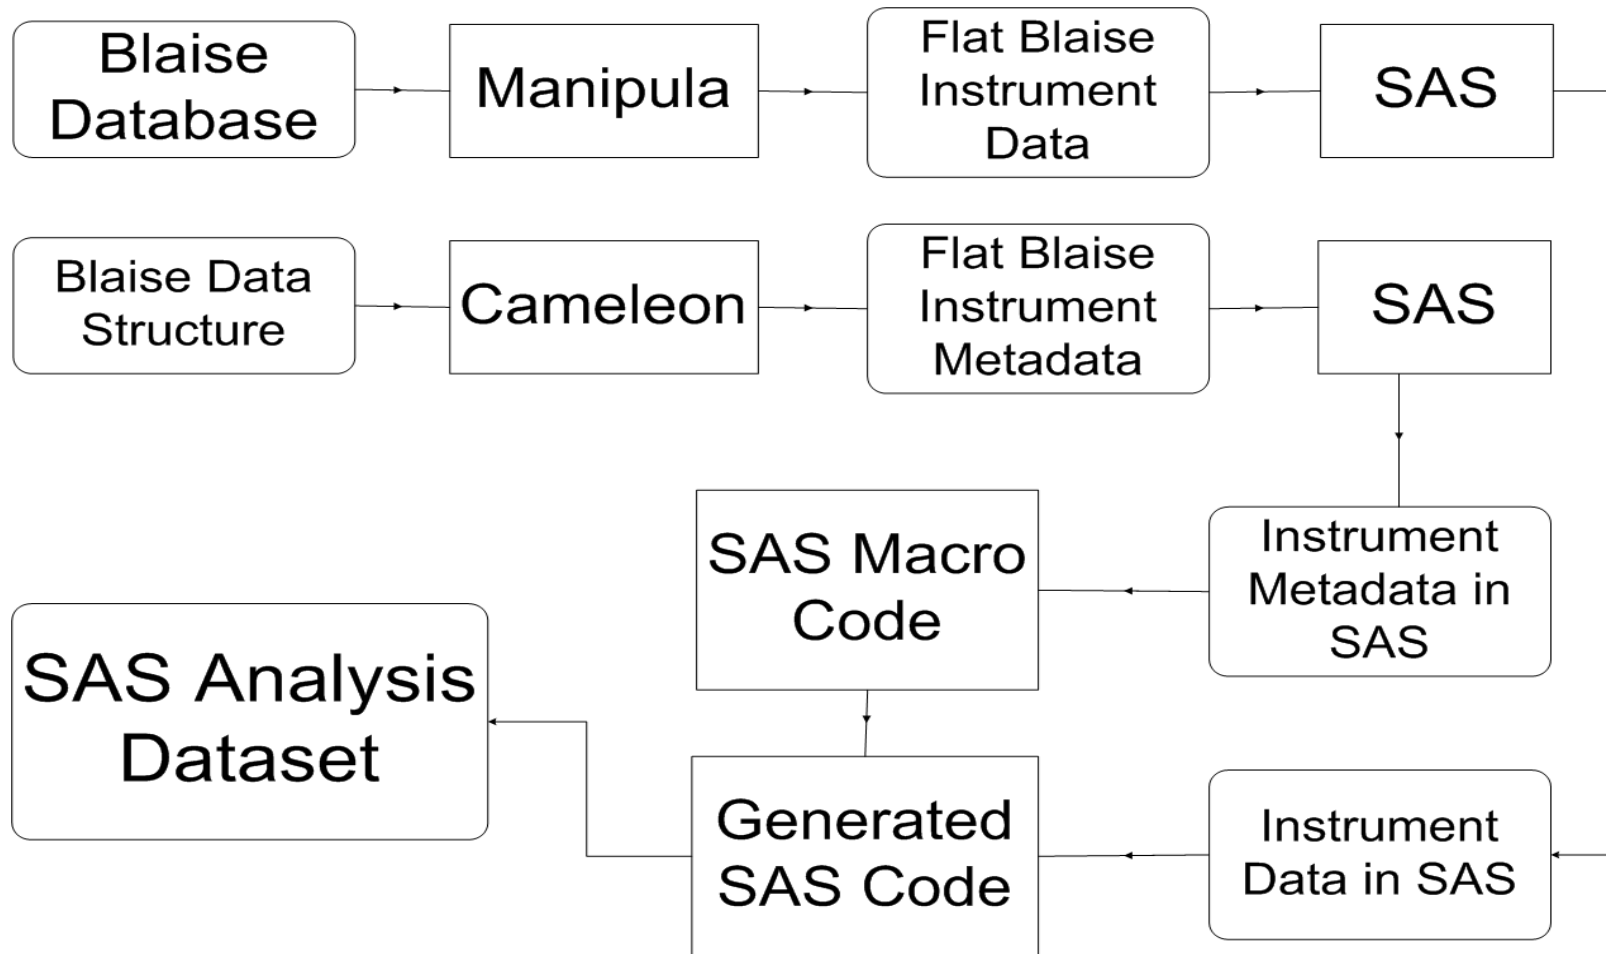 Blaise
Database
Manipula
Flat Blaise
Instrument
Data
SAS
Blaise Data
Structure
Cameleon
Flat Blaise
Instrument
Metadata
SAS
SAS Macro
Code
Instrument
Metadata in
SAS
SAS Analysis
Dataset
Generated
SAS Code
Instrument
Data in SAS